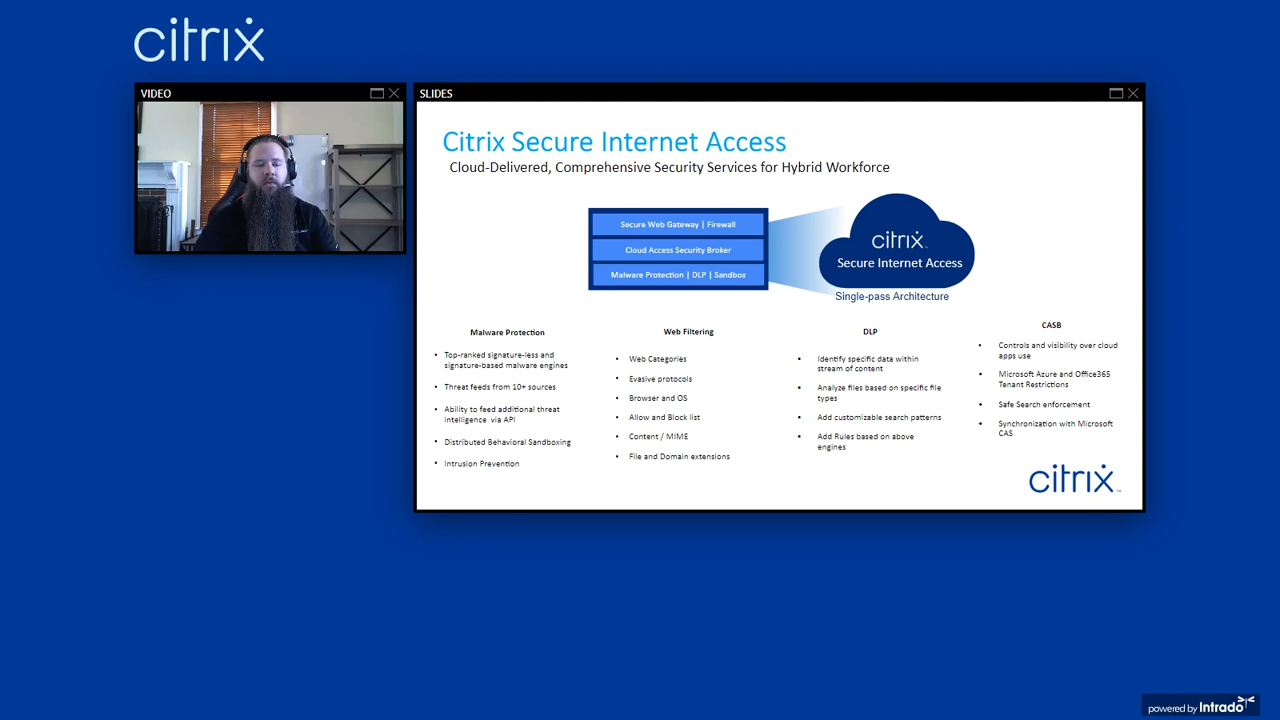 citrix
VIDEO
SLIDES
Citrix Secure Internet Access
Cloud-Delivered, Comprehensive Security Services for Hybrid Workforce
Secure Web Gateway | Firewall
Cloud Access Security Broker
Malware Protection | DLP | Sandbox
citrix™
Secure Internet Access
Single-pass Architecture
Malware Protection
• Top-ranked signature-less and
signature-based malware engines
• Threat feeds from 10+ sources
• Ability to feed additional threat
intelligence via API
• Distributed Behavioral Sandboxing
• Intrusion Prevention
Web Filtering
• Web Categories
• Evasive protocols
• Browser and OS
• Allow and Block list
• Content / MIME
• File and Domain extensions
DLP
• Identify specific data within
stream of content
• Analyze files based on specific file
types
• Add customizable search patterns
• Add Rules based on above
engines
CASB
• Controls and visibility over cloud
apps use
• Microsoft Azure and Office365
Tenant Restrictions
• Safe Search enforcement
• Synchronization with Microsoft
CAS
citrix™
powered by Intrado